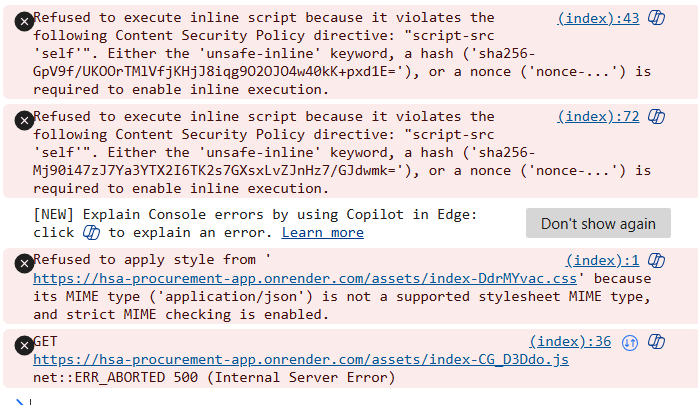 Refused to execute inline script because it violates the (index):43
following Content Security Policy directive: "script-src
'self'". Either the 'unsafe-inline' keyword, a hash ('sha256-
GpV9f/UKOOrTMlVfjKHjJ8iqg9O2OJO4w40kK+pxd1E='), or a nonce ('nonce-...') is
required to enable inline execution.
Refused to execute inline script because it violates the (index):72
following Content Security Policy directive: "script-src
'self'". Either the 'unsafe-inline' keyword, a hash ('sha256-
Mj90i47zJ7Ya3YTX2I6TK2s7GXsxLvZJnHz7/GJdwmk='), or a nonce ('nonce-...') is
required to enable inline execution.
[NEW] Explain Console errors by using Copilot in Edge:
click to explain an error. Learn more
Don't show again
Refused to apply style from ' (index):1
https://hsa-procurement-app.onrender.com/assets/index-DdrMYvac.css' because
its MIME type ('application/json') is not a supported stylesheet MIME type,
and strict MIME checking is enabled.
GET (index):36
https://hsa-procurement-app.onrender.com/assets/index-CG_D3Ddo.js
net::ERR_ABORTED 500 (Internal Server Error)